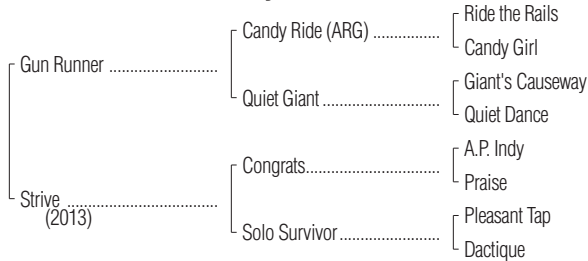 Ride the Rails
Candy Ride (ARG) ................
Candy Girl
Gun Runner ..........................
Giant's Causeway
Quiet Giant ............................
Quiet Dance
A.P. Indy
Congrats................................
Praise
Strive ....................................
(2013)
Pleasant Tap
Solo Survivor........................
Dactique